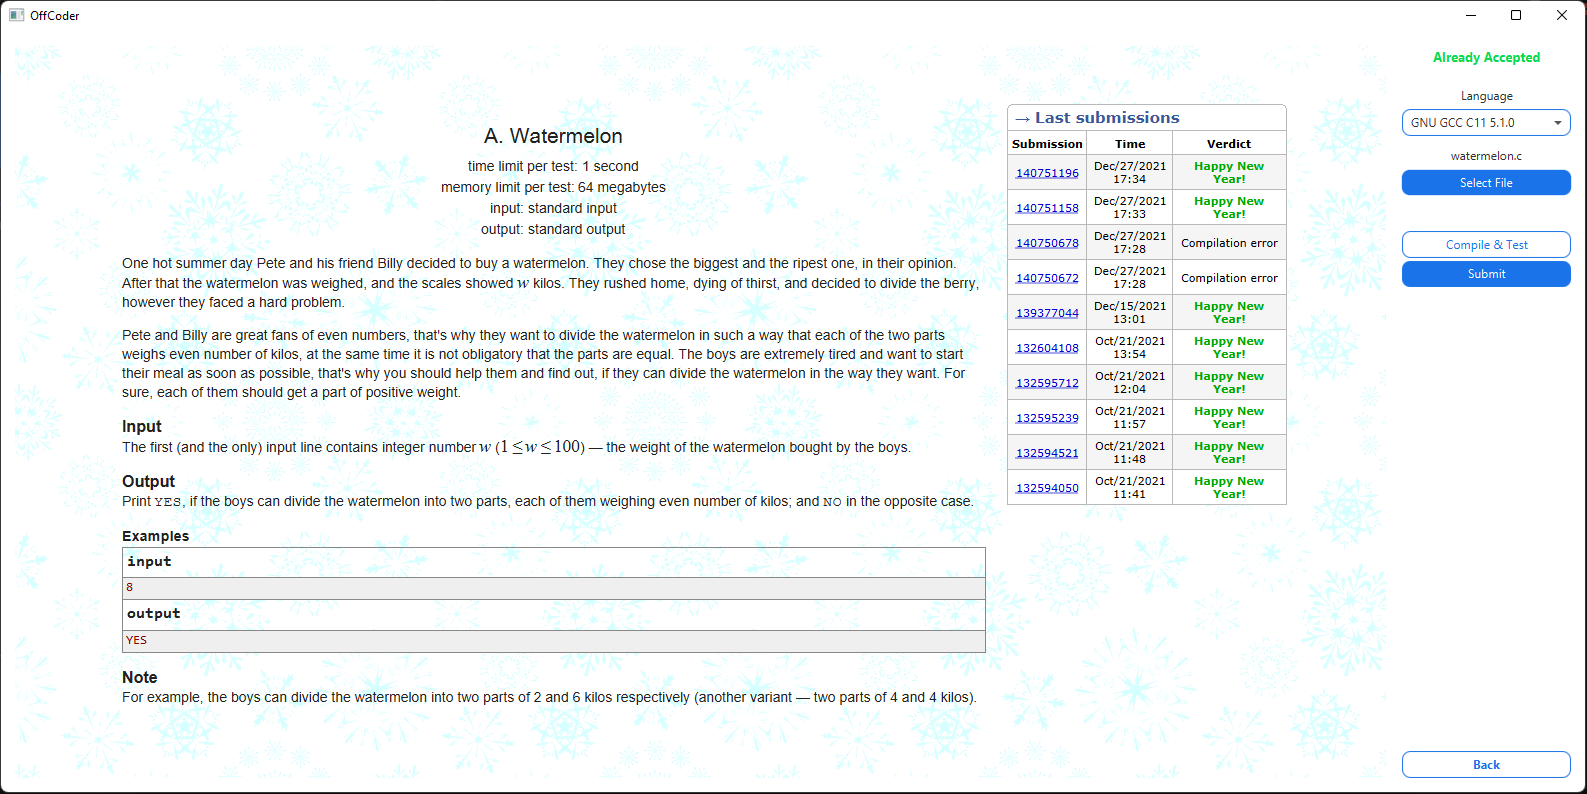 OffCoder
A. Watermelon
time limit per test: 1 second
memory limit per test: 64 megabytes
input: standard input
output: standard output
One hot summer day Pete and his friend Billy decided to buy a watermelon. They chose the biggest and the ripest one, in their opinion.
After that the watermelon was weighed, and the scales showed w kilos. They rushed home, dying of thirst, and decided to divide the berry,
however they faced a hard problem.
Pete and Billy are great fans of even numbers, that's why they want to divide the watermelon in such a way that each of the two parts
weighs even number of kilos, at the same time it is not obligatory that the parts are equal. The boys are extremely tired and want to start
their meal as soon as possible, that's why you should help them and find out, if they can divide the watermelon in the way they want. For
sure, each of them should get a part of positive weight.
Input
The first (and the only) input line contains integer number w (1 ≤ w ≤ 100) — the weight of the watermelon bought by the boys.
Output
Print YES, if the boys can divide the watermelon into two parts, each of them weighing even number of kilos; and NO in the opposite case.
Examples
input
8
output
YES
Note
For example, the boys can divide the watermelon into two parts of 2 and 6 kilos respectively (another variant — two parts of 4 and 4 kilos).
→ Last submissions
Submission Time Verdict
140751196 Dec/27/2021 17:34 Happy New Year!
140751158 Dec/27/2021 17:33 Happy New Year!
140750678 Dec/27/2021 17:28 Compilation error
140750672 Dec/27/2021 17:28 Compilation error
139377044 Dec/15/2021 13:01 Happy New Year!
132604108 Oct/21/2021 13:54 Happy New Year!
132595712 Oct/21/2021 12:04 Happy New Year!
132595239 Oct/21/2021 11:57 Happy New Year!
132594521 Oct/21/2021 11:48 Happy New Year!
132594050 Oct/21/2021 11:41 Happy New Year!
Already Accepted
Language
GNU GCC C11 5.1.0
watermelon.c
Select File
Compile & Test
Submit
Back